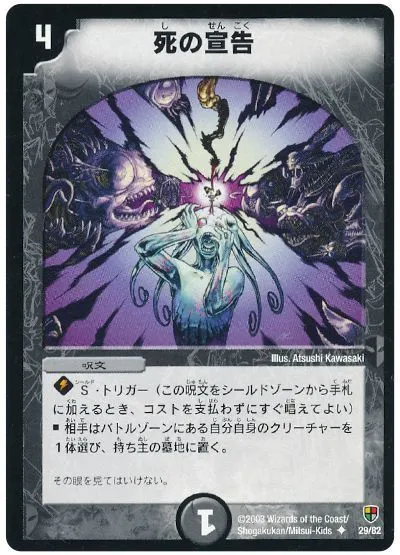 4
死の宣告
し せんこく
Illus. Atsushi Kawasaki
呪文
S・トリガー（この呪文をシールドゾーンから手札
に加えるとき、コストを支払わずにすぐ唱えてよい）
■ 相手はバトルゾーンにある自分自身のクリーチャーを
1体選び、持ち主の墓地に置く。
その眼を見てはいけない。
1
©2003 Wizards of the Coast/
Shogakukan/Mitsui-Kids
29/82